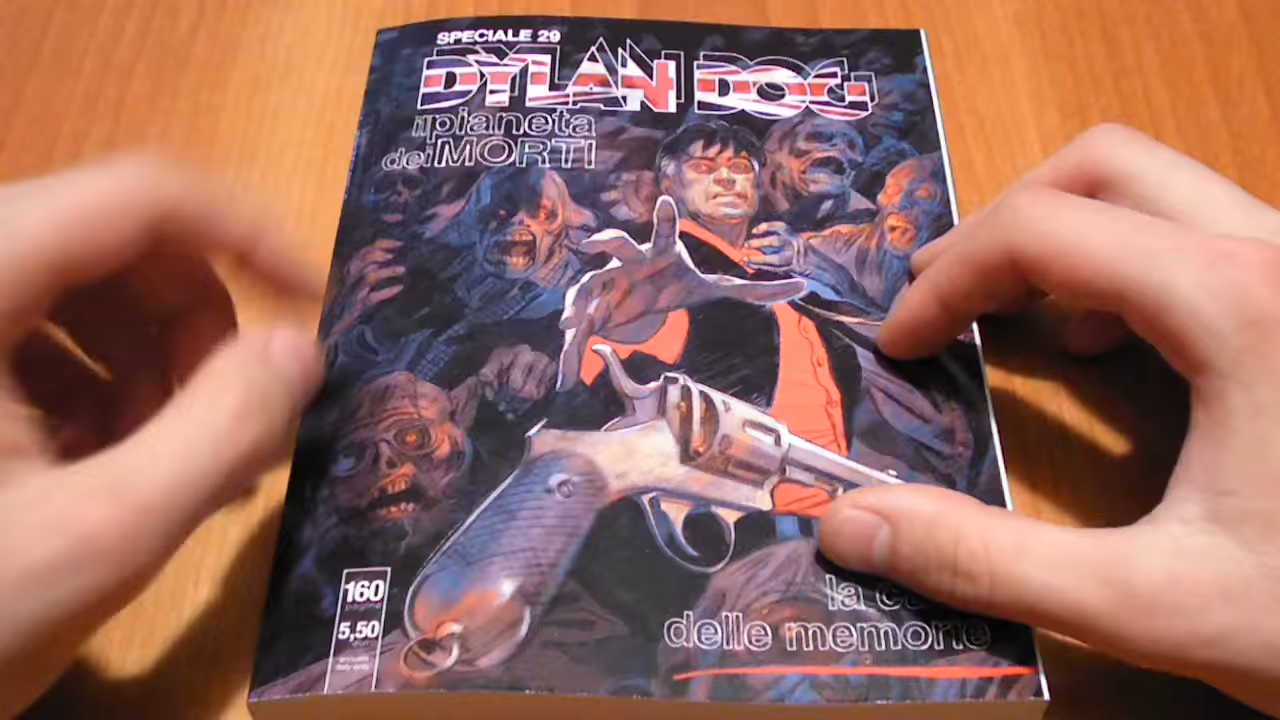 SPECIALE 29
DYLAN DOG
il pianeta
dei MORTI
160
pagine
5,50
euro
la
delle memorie